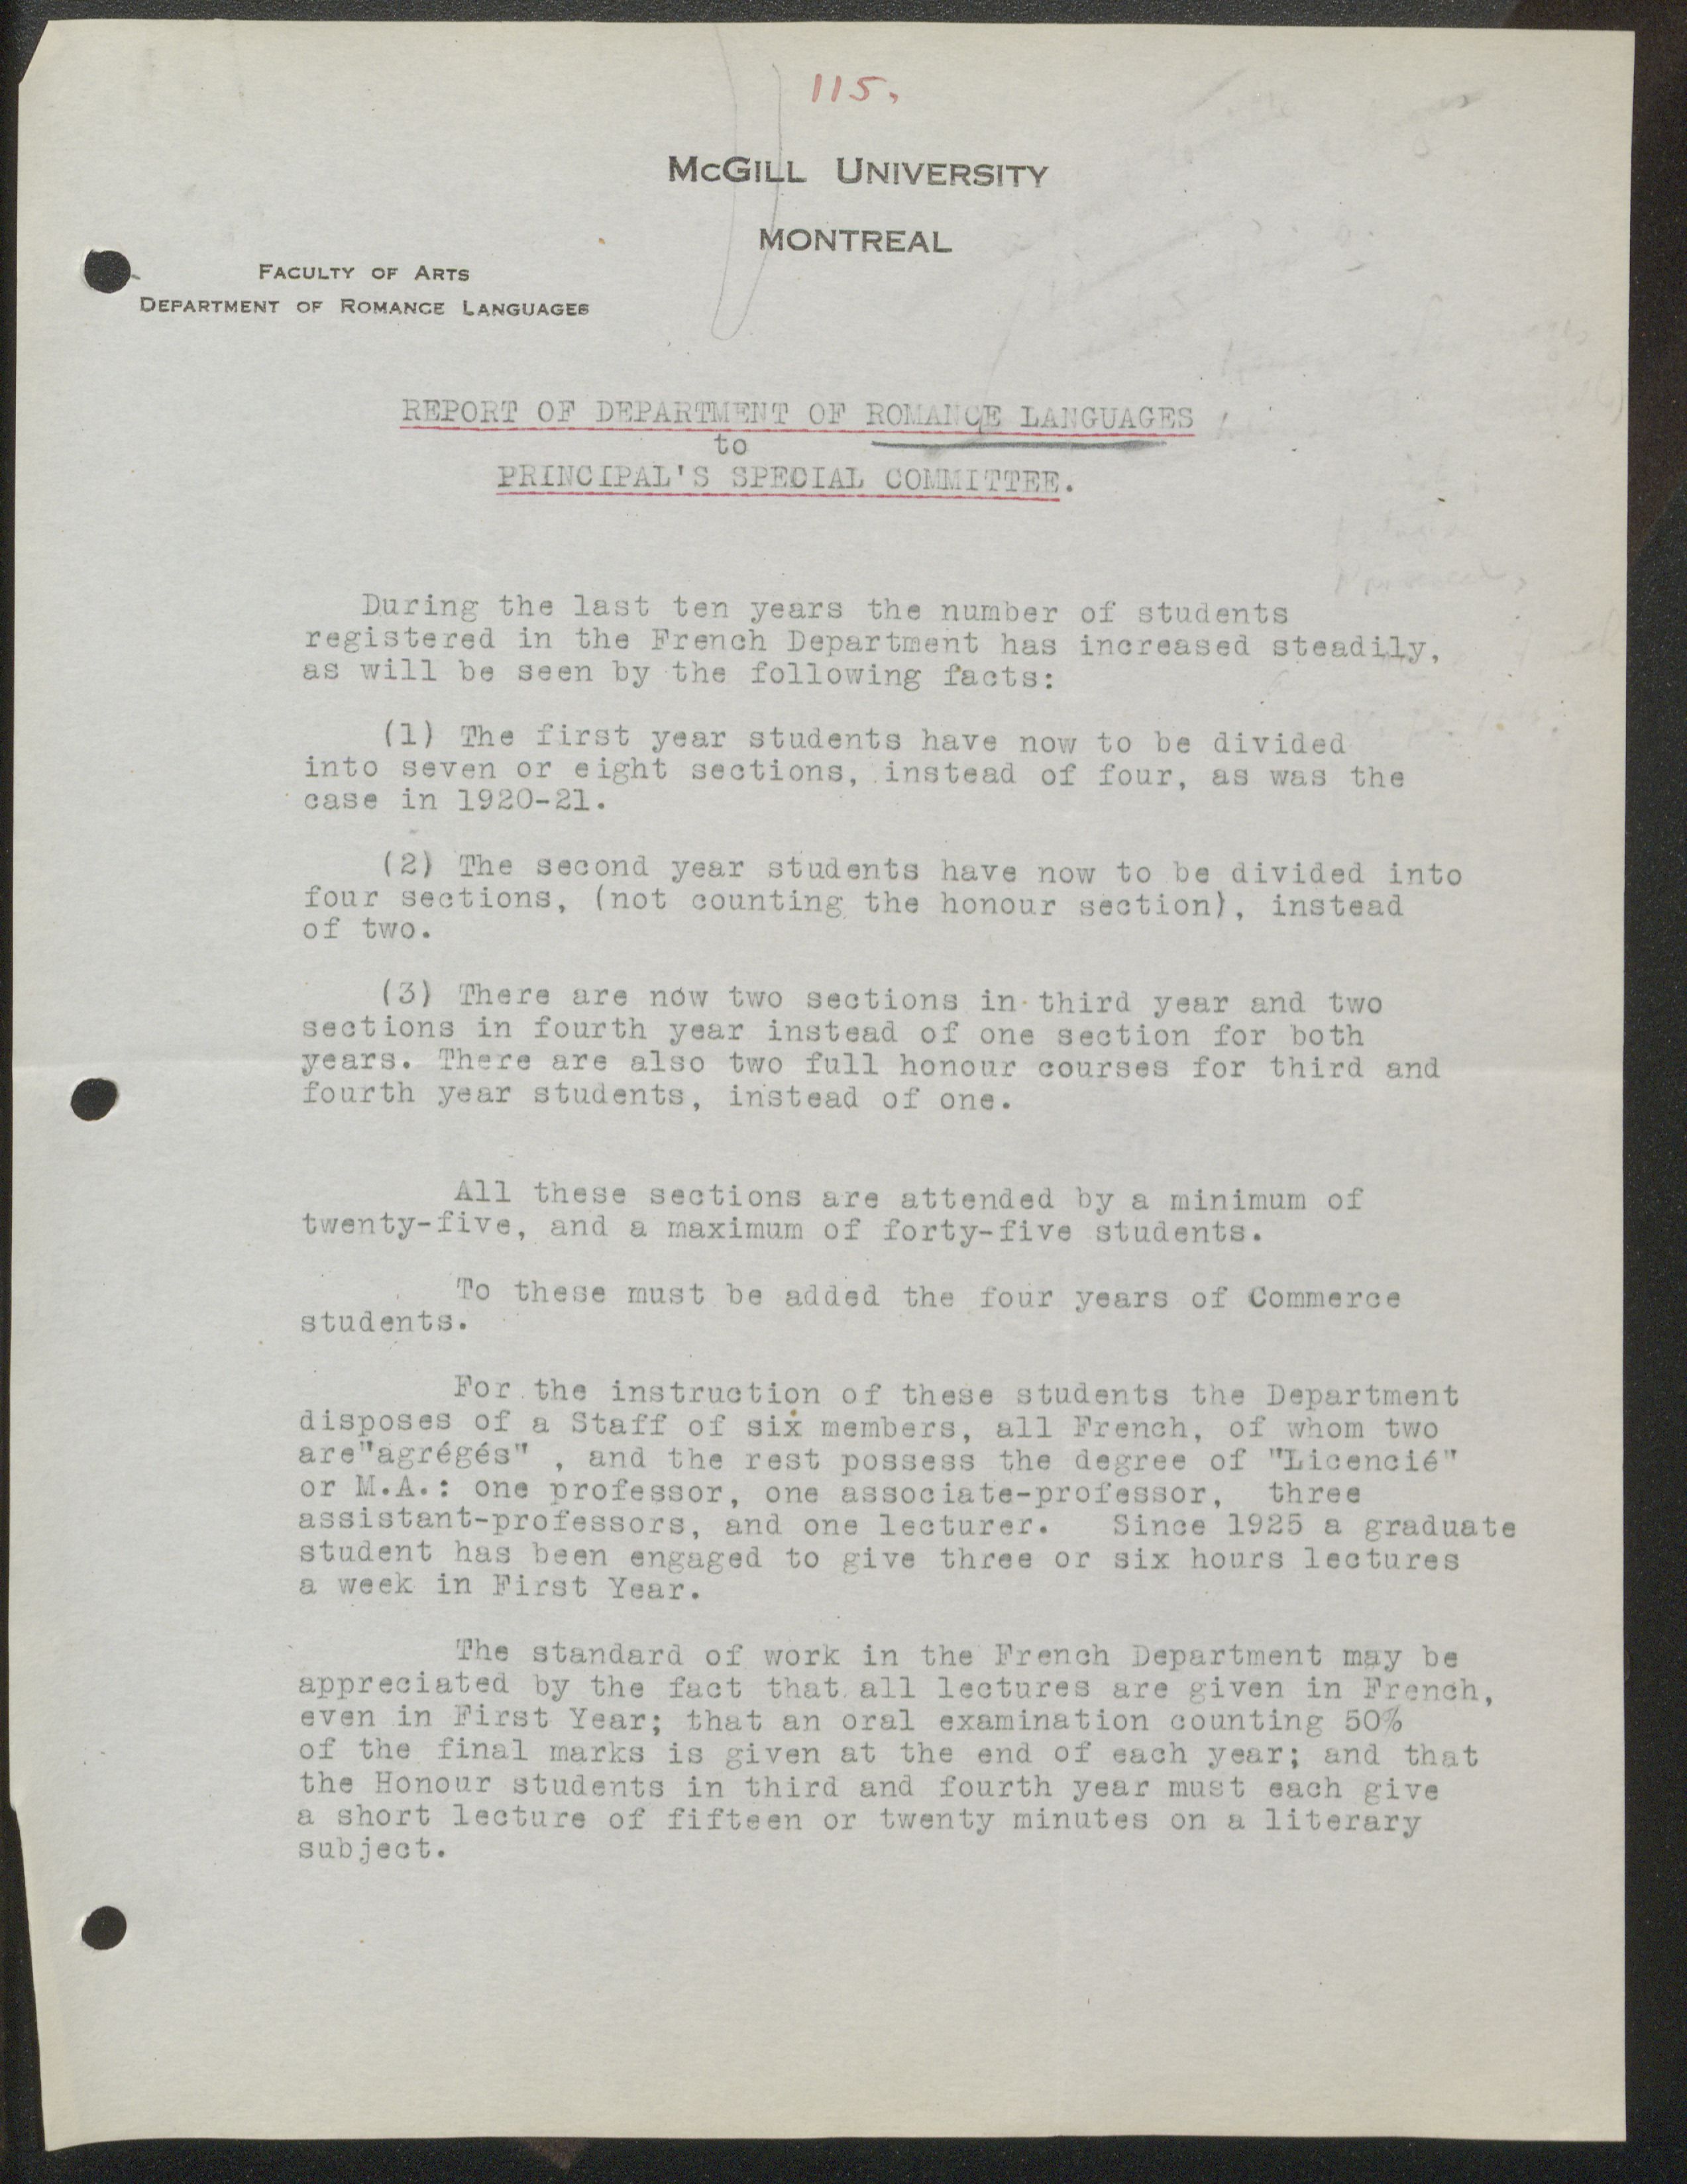 115.
McGILL UNIVERSITY
MONTREAL
FACULTY OF ARTS
DEPARTMENT OF ROMANCE LANGUAGES
REPORT OF DEPARTMENT OF ROMANCE LANGUAGES
to
PRINCIPAL'S SPECIAL COMMITTEE.
During the last ten years the number of students
registered in the French Department has increased steadily,
as will be seen by the following facts:
(1) The first year students have now to be divided
into seven or eight sections, instead of four, as was the
case in 1920-21.
(2) The second year students have now to be divided into
four sections, (not counting the honour section), instead
of two.
(3) There are now two sections in third year and two
sections in fourth year instead of one section for both
years. There are also two full honour courses for third and
fourth year students, instead of one.
All these sections are attended by a minimum of
twenty-five, and a maximum of forty-five students.
To these must be added the four years of Commerce
students.
For the instruction of these students the Department
disposes of a Staff of six members, all French, of whom two
are"agrégés" , and the rest possess the degree of "Licencié"
or M.A.: one professor, one associate-professor, three
assistant-professors, and one lecturer. Since 1925 a graduate
student has been engaged to give three or six hours lectures
a week in First Year.
The standard of work in the French Department may be
appreciated by the fact that all lectures are given in French,
even in First Year; that an oral examination counting 50%
of the final marks is given at the end of each year; and that
the Honour students in third and fourth year must each give
a short lecture of fifteen or twenty minutes on a literary
subject.